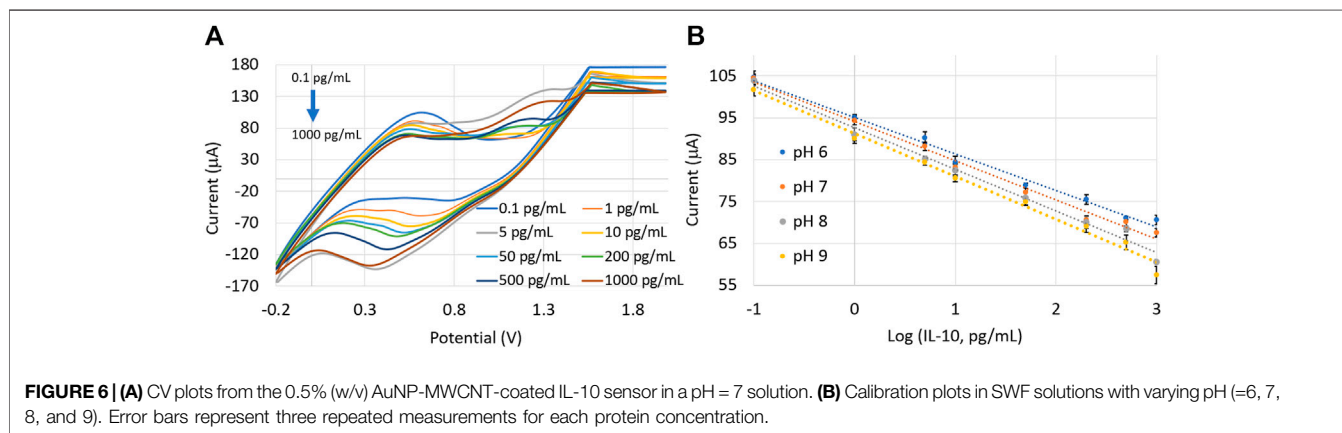 A
B
180
130
80
30
-20
-70
-120
-170
Current (µA)
0.1 pg/mL
1000 pg/mL
0.1 pg/mL
1 pg/mL
5 pg/mL
10 pg/mL
50 pg/mL
200 pg/mL
500 pg/mL
1000 pg/mL
-0.2
0.3
0.8
1.3
1.8
Potential (V)
105
95
85
75
65
55
Current (µA)
pH 6
pH 7
pH 8
pH 9
-1
0
1
2
3
Log (IL-10, pg/mL)
FIGURE 6 | (A) CV plots from the 0.5% (w/v) AuNP-MWCNT-coated IL-10 sensor in a pH = 7 solution. (B) Calibration plots in SWF solutions with varying pH (=6, 7,
8, and 9). Error bars represent three repeated measurements for each protein concentration.